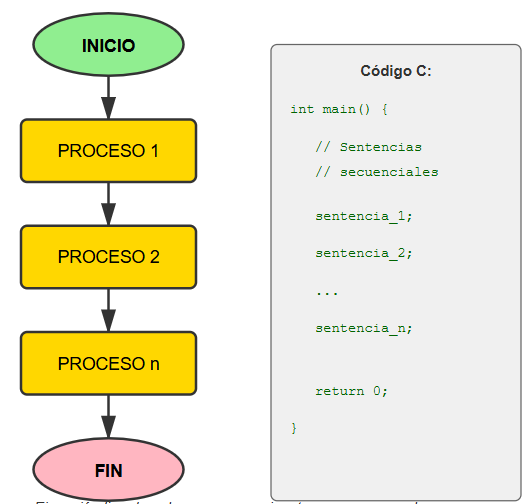 INICIO
PROCESO 1
PROCESO 2
PROCESO n
FIN
Código C:
int main() {
// Sentencias
// secuenciales
sentencia_1;
sentencia_2;
...
sentencia_n;
return 0;
}